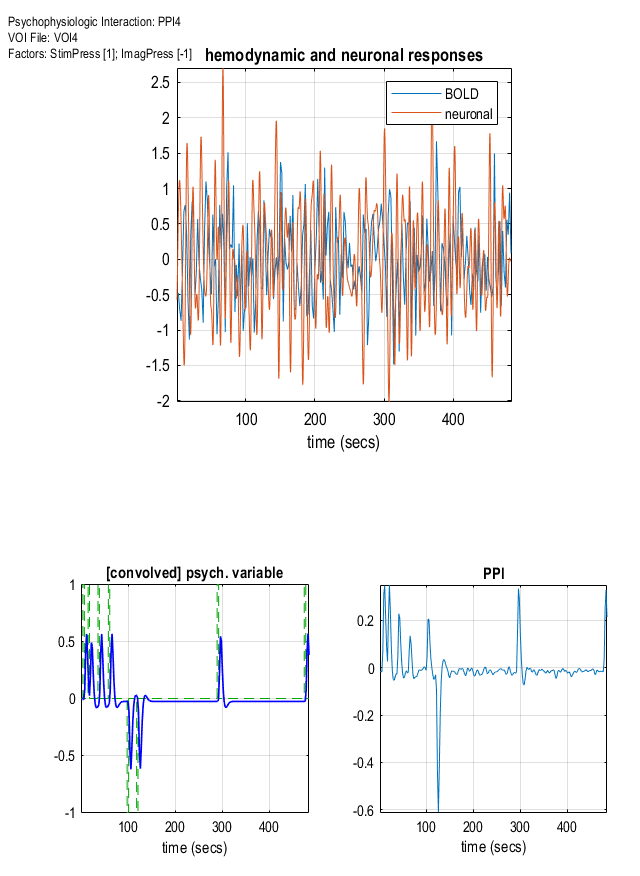 Psychophysiologic Interaction: PPI4
VOI File: VOI4
Factors: StimPress [1]; ImagPress [-1]
hemodynamic and neuronal responses
BOLD
neuronal
2.5
2
1.5
1
0.5
0
-0.5
-1
-1.5
-2
100 200 300 400
time (secs)
[convolved] psych. variable
1
0.5
0
-0.5
-1
100 200 300 400
time (secs)
PPI
0.2
0
-0.2
-0.4
-0.6
100 200 300 400
time (secs)